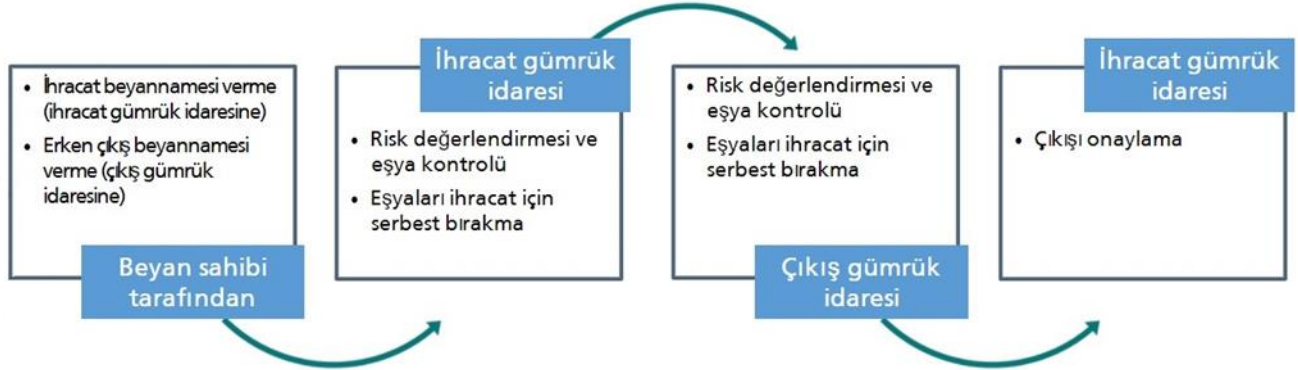 • İhracat beyannamesi verme
(ihracat gümrük idaresine)
• Erken çıkış beyannamesi
verme (çıkış gümrük
idaresine)
Beyan sahibi
tarafından
İhracat gümrük
idaresi
• Risk değerlendirmesi ve
eşya kontrolü
• Eşyaları ihracat için
serbest bırakma
• Risk değerlendirmesi ve
eşya kontrolü
• Eşyaları ihracat için
serbest bırakma
Çıkış gümrük
idaresi
İhracat gümrük
idaresi
• Çıkışı onaylama